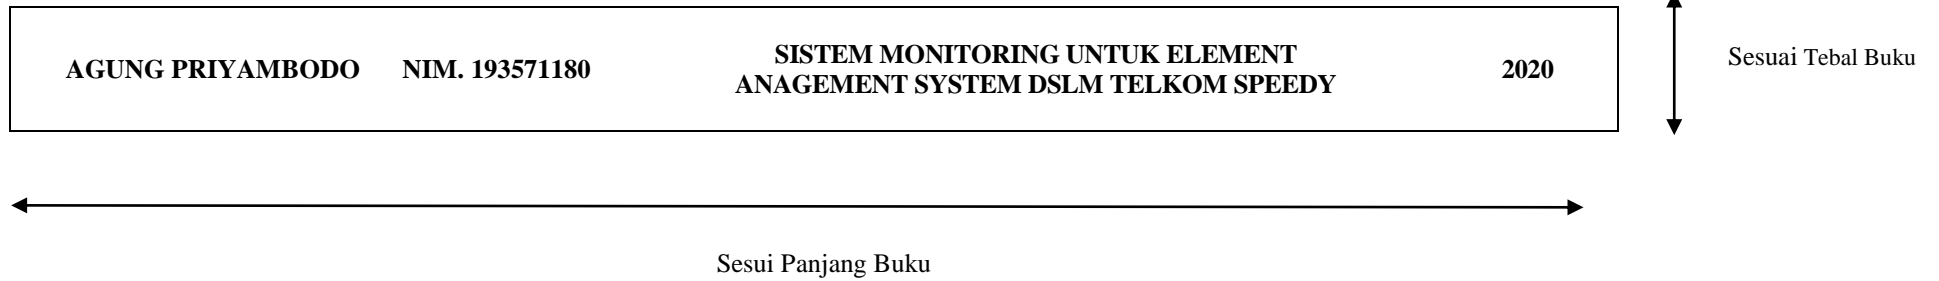 AGUNG PRIYAMBODO NIM. 193571180
SISTEM MONITORING UNTUK ELEMENT
ANAGEMENT SYSTEM DSLM TELKOM SPEEDY
2020
Sesuai Tebal Buku
Sesui Panjang Buku